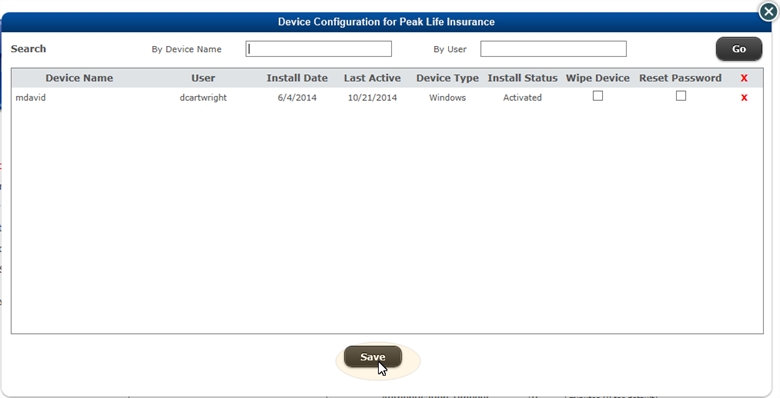 Device Configuration for Peak Life Insurance
Search By Device Name By User Go
Device Name User Install Date Last Active Device Type Install Status Wipe Device Reset Password X
mdavid dcartwright 6/4/2014 10/21/2014 Windows Activated X
Save